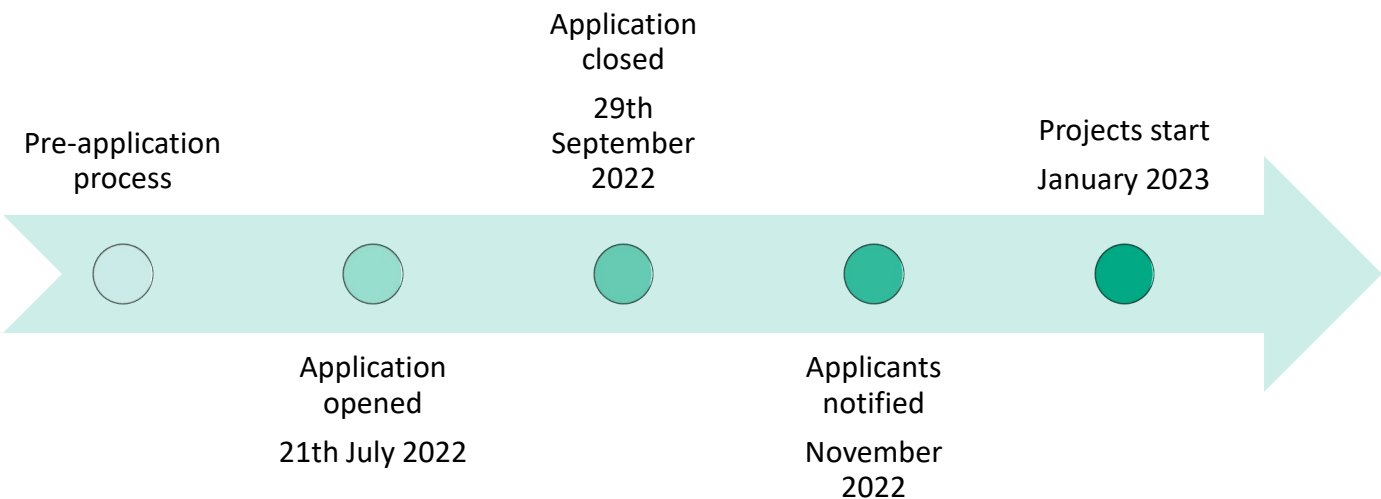 Pre-application
process
Application
opened
21th July 2022
Application
closed
29th
September
2022
Applicants
notified
November
2022
Projects start
January 2023